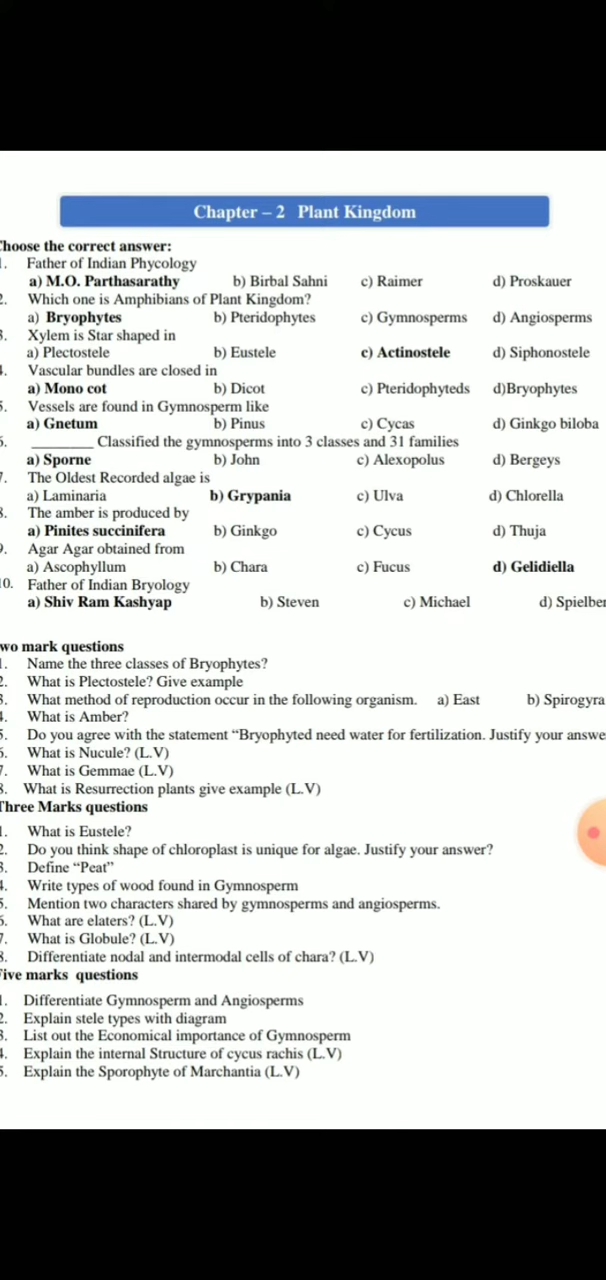 Chapter – 2 Plant Kingdom
Choose the correct answer:
1. Father of Indian Phycology
a) M.O. Parthasarathy b) Birbal Sahni c) Raimer d) Proskauer
2. Which one is Amphibians of Plant Kingdom?
a) Bryophytes b) Pteridophytes c) Gymnosperms d) Angiosperms
3. Xylem is Star shaped in
a) Plectostele b) Eustele c) Actinostele d) Siphonostele
4. Vascular bundles are closed in
a) Mono cot b) Dicot c) Pteridophyteds d)Bryophytes
5. Vessels are found in Gymnosperm like
a) Gnetum b) Pinus c) Cycas d) Ginkgo biloba
6. ________ Classified the gymnosperms into 3 classes and 31 families
a) Sporne b) John c) Alexopolus d) Bergeys
7. The Oldest Recorded algae is
a) Laminaria b) Grypania c) Ulva d) Chlorella
8. The amber is produced by
a) Pinites succinifera b) Ginkgo c) Cycus d) Thuja
9. Agar Agar obtained from
a) Ascophyllum b) Chara c) Fucus d) Gelidiella
10. Father of Indian Bryology
a) Shiv Ram Kashyap b) Steven c) Michael d) Spielber
wo mark questions
1. Name the three classes of Bryophytes?
2. What is Plectostele? Give example
3. What method of reproduction occur in the following organism. a) East b) Spirogyra
4. What is Amber?
5. Do you agree with the statement “Bryophyted need water for fertilization. Justify your answe
6. What is Nucule? (L.V)
7. What is Gemmae (L.V)
8. What is Resurrection plants give example (L.V)
Three Marks questions
1. What is Eustele?
2. Do you think shape of chloroplast is unique for algae. Justify your answer?
3. Define “Peat”
4. Write types of wood found in Gymnosperm
5. Mention two characters shared by gymnosperms and angiosperms.
6. What are elaters? (L.V)
7. What is Globule? (L.V)
8. Differentiate nodal and intermodal cells of chara? (L.V)
Five marks questions
1. Differentiate Gymnosperm and Angiosperms
2. Explain stele types with diagram
3. List out the Economical importance of Gymnosperm
4. Explain the internal Structure of cycus rachis (L.V)
5. Explain the Sporophyte of Marchantia (L.V)